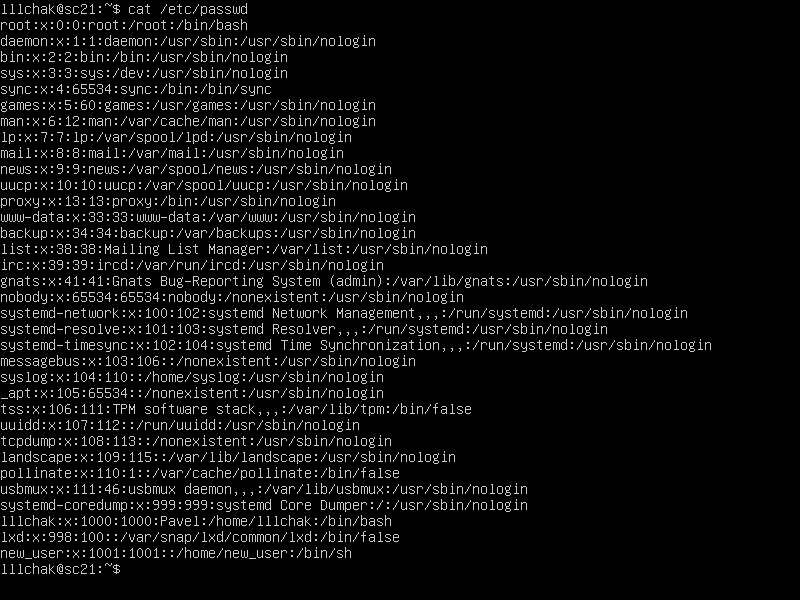 lllchak@sc21:~$ cat /etc/passwd
root:x:0:0:root:/root:/bin/bash
daemon:x:1:1:daemon:/usr/sbin:/usr/sbin/nologin
bin:x:2:2:bin:/bin:/usr/sbin/nologin
sys:x:3:3:sys:/dev:/usr/sbin/nologin
sync:x:4:65534:sync:/bin:/bin/sync
games:x:5:60:games:/usr/games:/usr/sbin/nologin
man:x:6:12:man:/var/cache/man:/usr/sbin/nologin
lp:x:7:7:lp:/var/spool/lpd:/usr/sbin/nologin
mail:x:8:8:mail:/var/mail:/usr/sbin/nologin
news:x:9:9:news:/var/spool/news:/usr/sbin/nologin
uucp:x:10:10:uucp:/var/spool/uucp:/usr/sbin/nologin
proxy:x:13:13:proxy:/bin:/usr/sbin/nologin
www-data:x:33:33:www-data:/var/www:/usr/sbin/nologin
backup:x:34:34:backup:/var/backups:/usr/sbin/nologin
list:x:38:38:Mailing List Manager:/var/list:/usr/sbin/nologin
irc:x:39:39:ircd:/var/run/ircd:/usr/sbin/nologin
gnats:x:41:41:Gnats Bug-Reporting System (admin):/var/lib/gnats:/usr/sbin/nologin
nobody:x:65534:65534:nobody:/nonexistent:/usr/sbin/nologin
systemd-network:x:100:102:systemd Network Management,,,:/run/systemd:/usr/sbin/nologin
systemd-resolve:x:101:103:systemd Resolver,,,:/run/systemd:/usr/sbin/nologin
systemd-timesync:x:102:104:systemd Time Synchronization,,,:/run/systemd:/usr/sbin/nologin
messagebus:x:103:106::/nonexistent:/usr/sbin/nologin
syslog:x:104:110::/home/syslog:/usr/sbin/nologin
_apt:x:105:65534::/nonexistent:/usr/sbin/nologin
tss:x:106:111:TPM software stack,,,:/var/lib/tpm:/bin/false
uuidd:x:107:112::/run/uuidd:/usr/sbin/nologin
tcpdump:x:108:113::/nonexistent:/usr/sbin/nologin
landscape:x:109:115::/var/lib/landscape:/usr/sbin/nologin
pollinate:x:110:1::/var/cache/pollinate:/bin/false
usbmux:x:111:46:usbmux daemon,,,:/var/lib/usbmux:/usr/sbin/nologin
systemd-coredump:x:999:999:systemd Core Dumper:/:/usr/sbin/nologin
lllchak:x:1000:1000:Pavel:/home/lllchak:/bin/bash
lxd:x:998:100::/var/snap/lxd/common/lxd:/bin/false
new_user:x:1001:1001::/home/new_user:/bin/sh
lllchak@sc21:~$